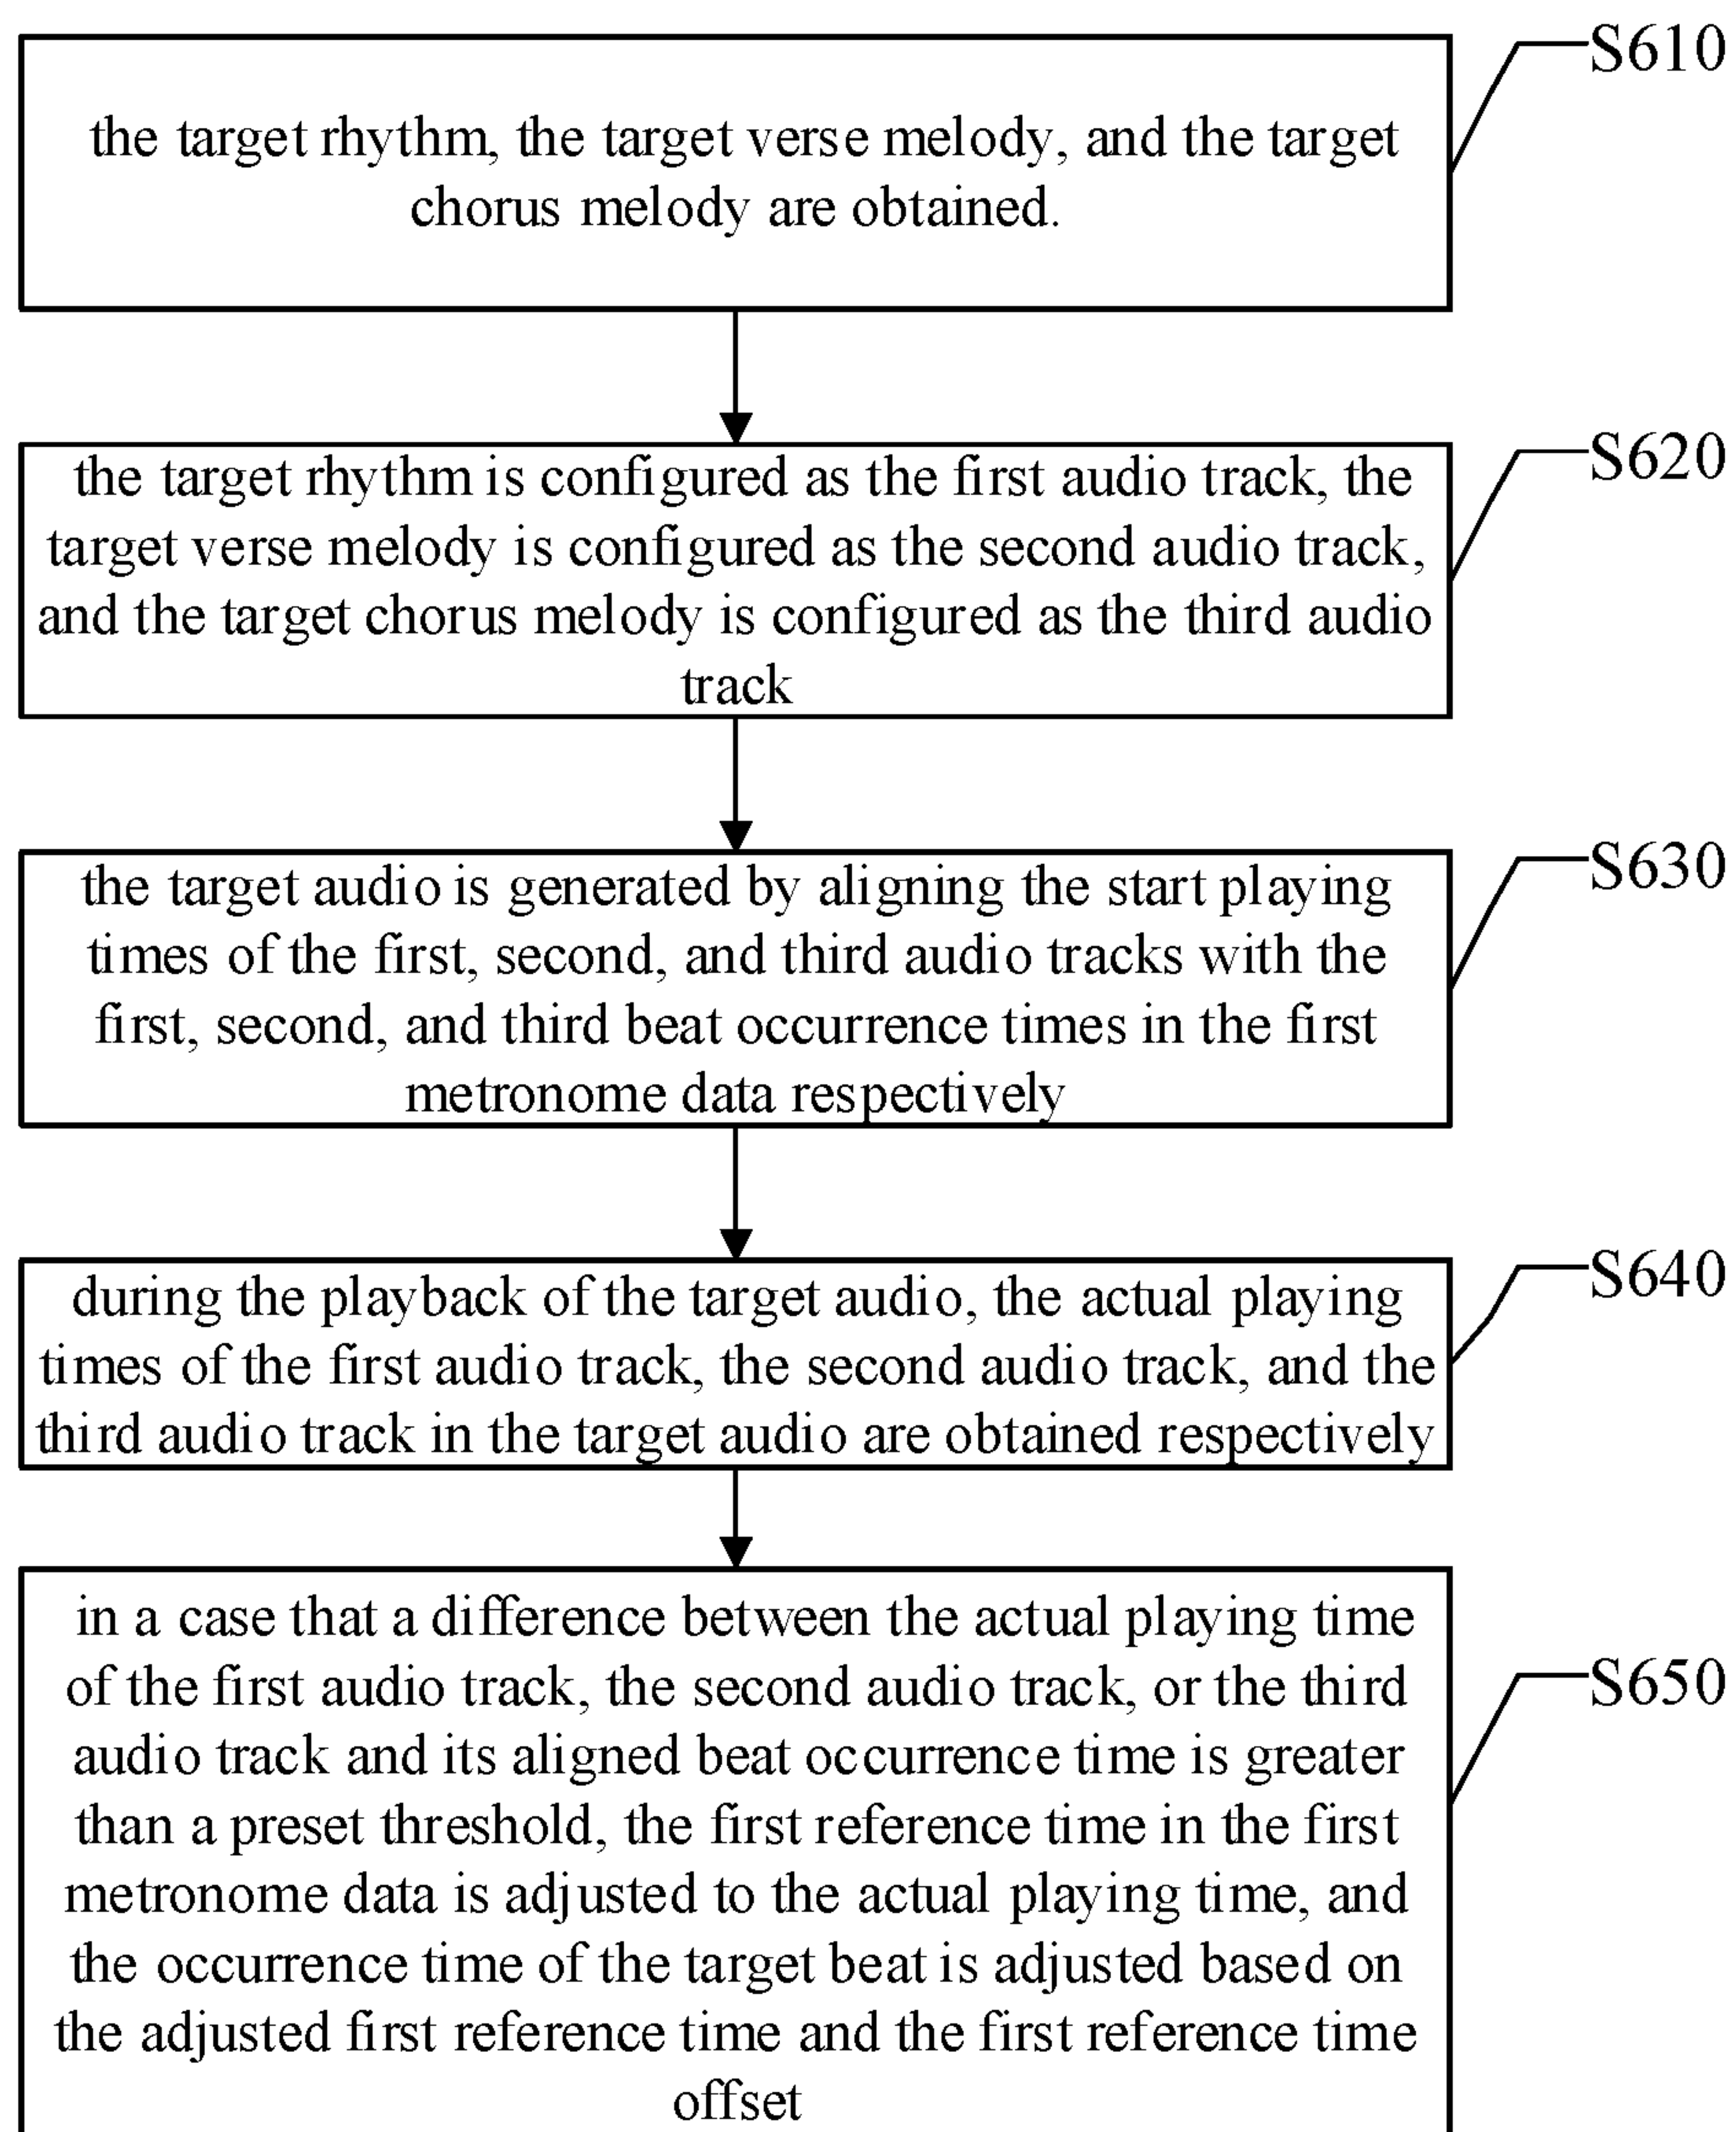 S610
the target rhythm, the target verse melody, and the target
chorus melody are obtained.
S620
the target rhythm is configured as the first audio track, the
target verse melody is configured as the second audio track,
and the target chorus melody is configured as the third audio
track
S630
the target audio is generated by aligning the start playing
times of the first, second, and third audio tracks with the
first, second, and third beat occurrence times in the first
metronome data respectively
S640
during the playback of the target audio, the actual playing
times of the first audio track, the second audio track, and the
third audio track in the target audio are obtained respectively
S650
in a case that a difference between the actual playing time
of the first audio track, the second audio track, or the third
audio track and its aligned beat occurrence time is greater
than a preset threshold, the first reference time in the first
metronome data is adjusted to the actual playing time, and
the occurrence time of the target beat is adjusted based on
the adjusted first reference time and the first reference time
offset